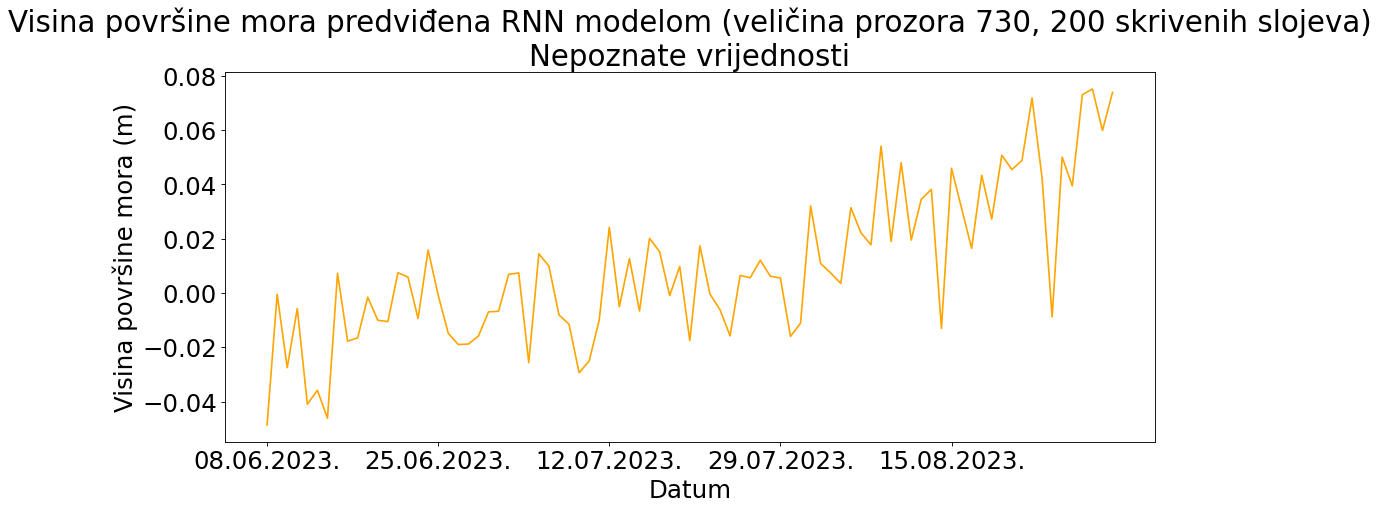 Visina površine mora predviđena RNN modelom (veličina prozora 730, 200 skrivenih slojeva)
Nepoznate vrijednosti
Visina površine mora (m)
0.08
0.06
0.04
0.02
0.00
−0.02
−0.04
08.06.2023. 25.06.2023. 12.07.2023. 29.07.2023. 15.08.2023.
Datum